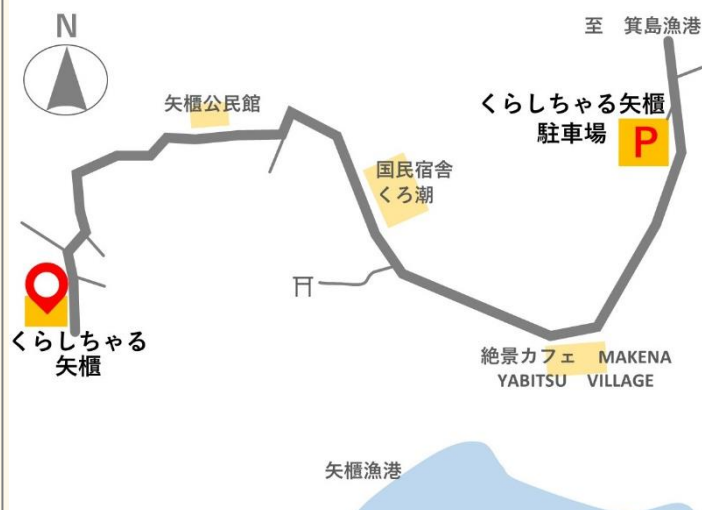 N
至 箕島漁港
矢櫃公民館
くらしちゃる矢櫃
駐車場
P
国民宿舎
くろ潮
くらしちゃる
矢櫃
絶景カフェ MAKENA
YABITSU VILLAGE
矢櫃漁港